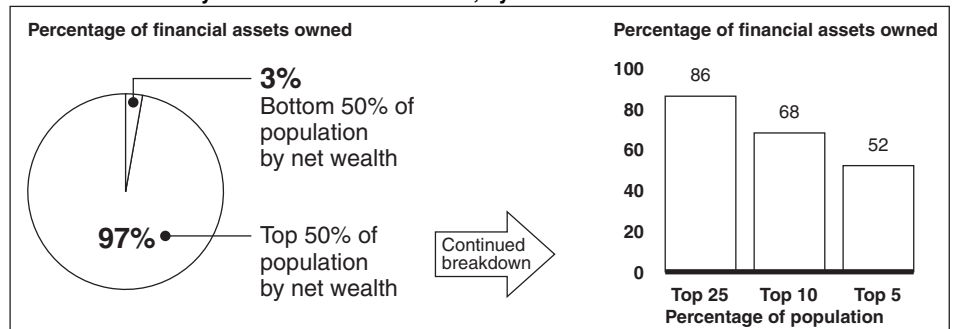 Percentage of financial assets owned
3%
Bottom 50% of
population
by net wealth
97%
Top 50% of
population
by net wealth
Continued
breakdown
Percentage of financial assets owned
100
80
60
40
20
0
86
68
52
Top 25 Top 10 Top 5
Percentage of population